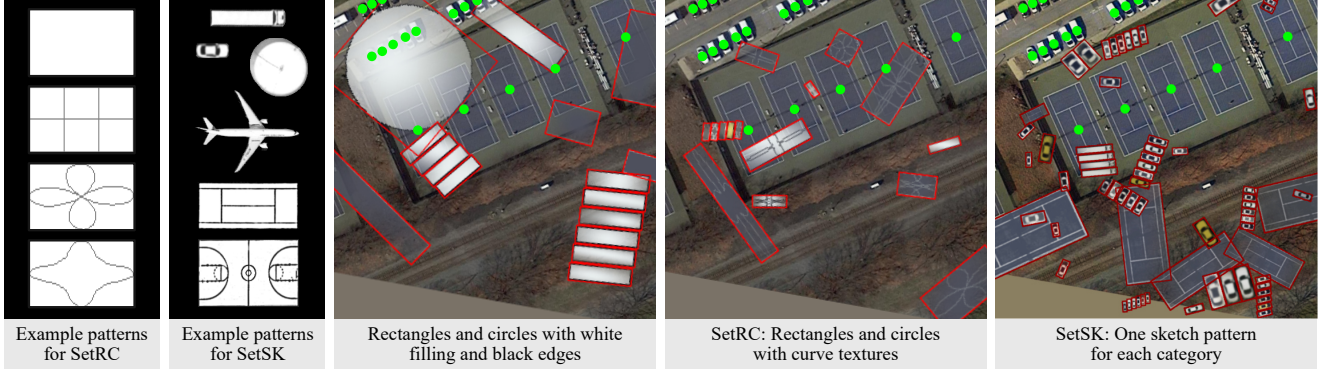 Example patterns
for SetRC
Example patterns
for SetSK
Rectangles and circles with white
filling and black edges
SetRC: Rectangles and circles
with curve textures
SetSK: One sketch pattern
for each category